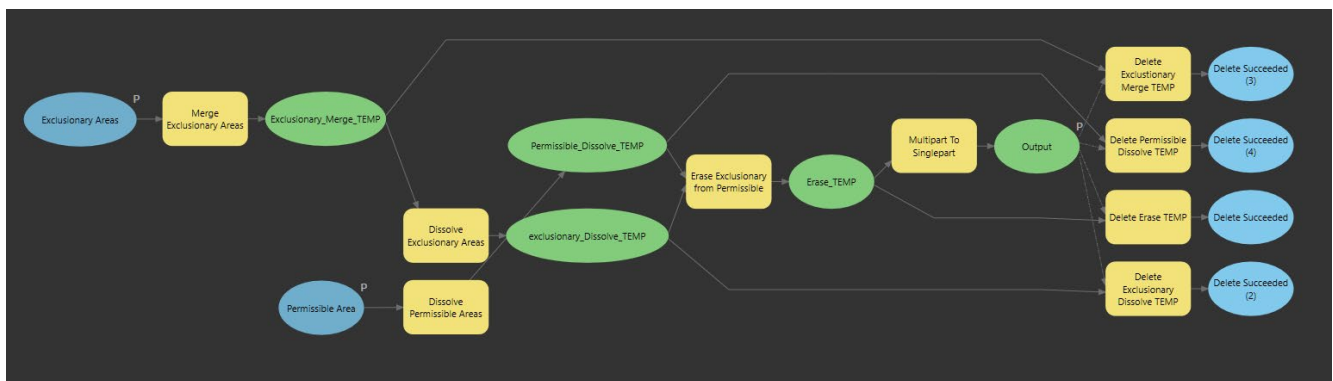 Exclusionary Areas
P
Merge
Exclusionary Areas
Exclusionary_Merge_TEMP
Permissible Area
P
Dissolve
Exclusionary Areas
Dissolve
Permissible Areas
Permissible_Dissolve_TEMP
exclusionary_Dissolve_TEMP
Erase Exclusionary
from Permissible
Erase_TEMP
Multipart To
Singlepart
Output
P
Delete
Exclustionary
Merge TEMP
Delete Succeeded
(3)
Delete Permissible
Dissolve TEMP
Delete Succeeded
(4)
Delete Erase TEMP
Delete Succeeded
Delete
Exclusionary
Dissolve TEMP
Delete Succeeded
(2)